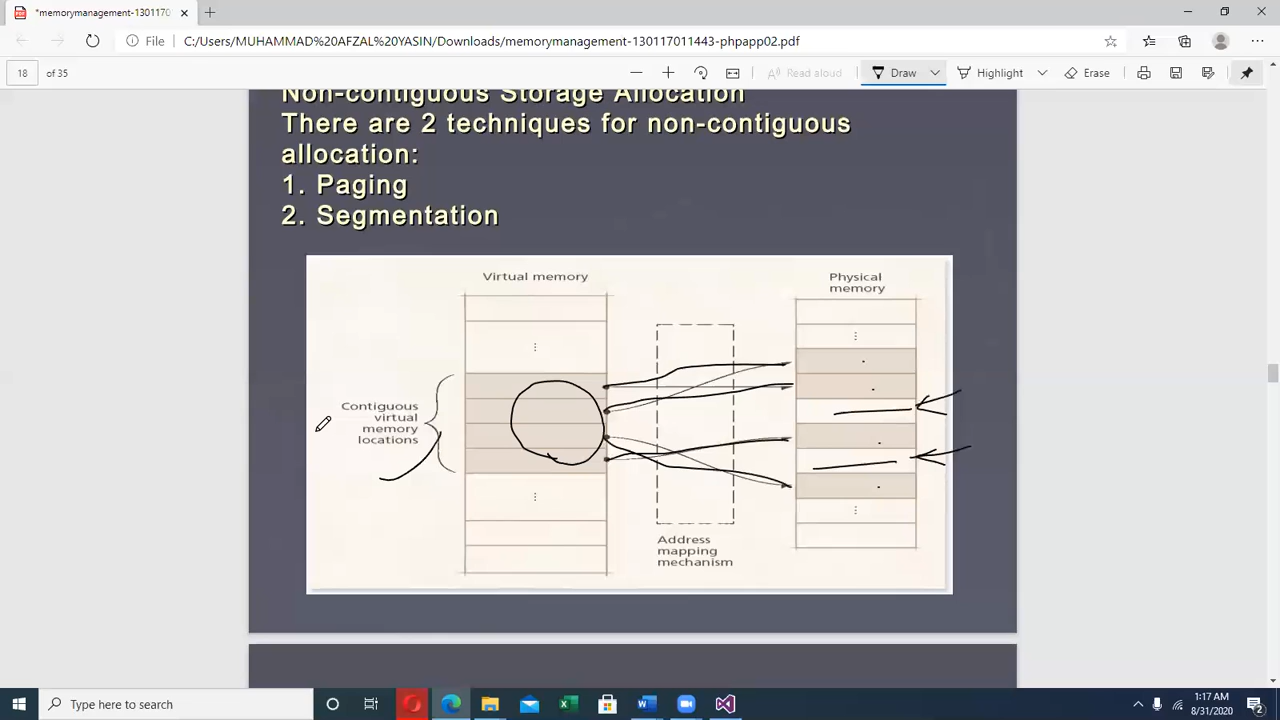 *memorymanagement-1301170
File
C:/Users/MUHAMMAD%20AFZAL%20YASIN/Downloads/memorymanagement-130117011443-phpapp02.pdf
18 of 35
Read aloud
Draw
Highlight
Erase
Non-contiguous Storage Allocation
There are 2 techniques for non-contiguous
allocation:
1. Paging
2. Segmentation
Virtual memory
Physical
memory
Contiguous
virtual
memory
locations
Address
mapping
mechanism
Type here to search
1:17 AM
8/31/2020
2